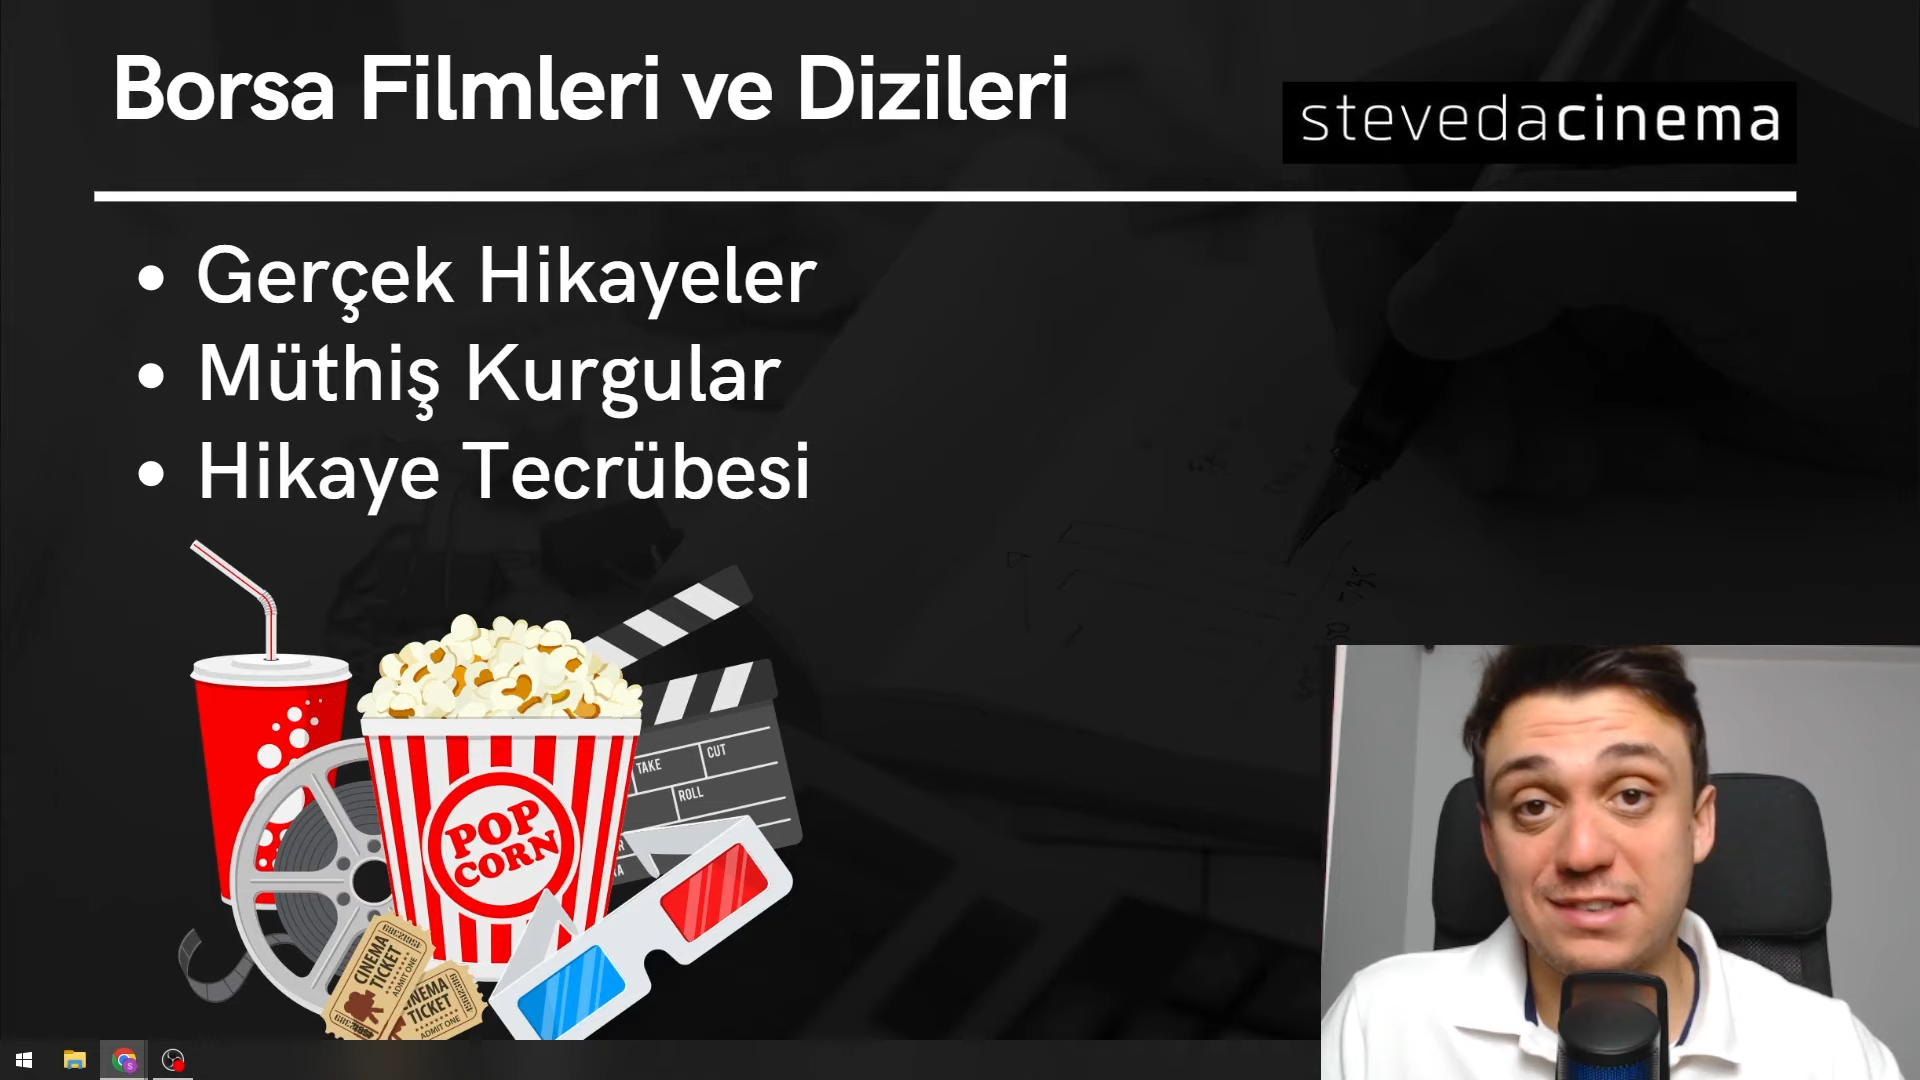 Borsa Filmleri ve Dizileri
stevedacinema
Gerçek Hikayeler
Müthiş Kurgular
Hikaye Tecrübesi
TAKE
CUT
ROLL
POP
CORN
CINEMA
TICKET
ADMIT ONE
TICKET
ADMIT ONE